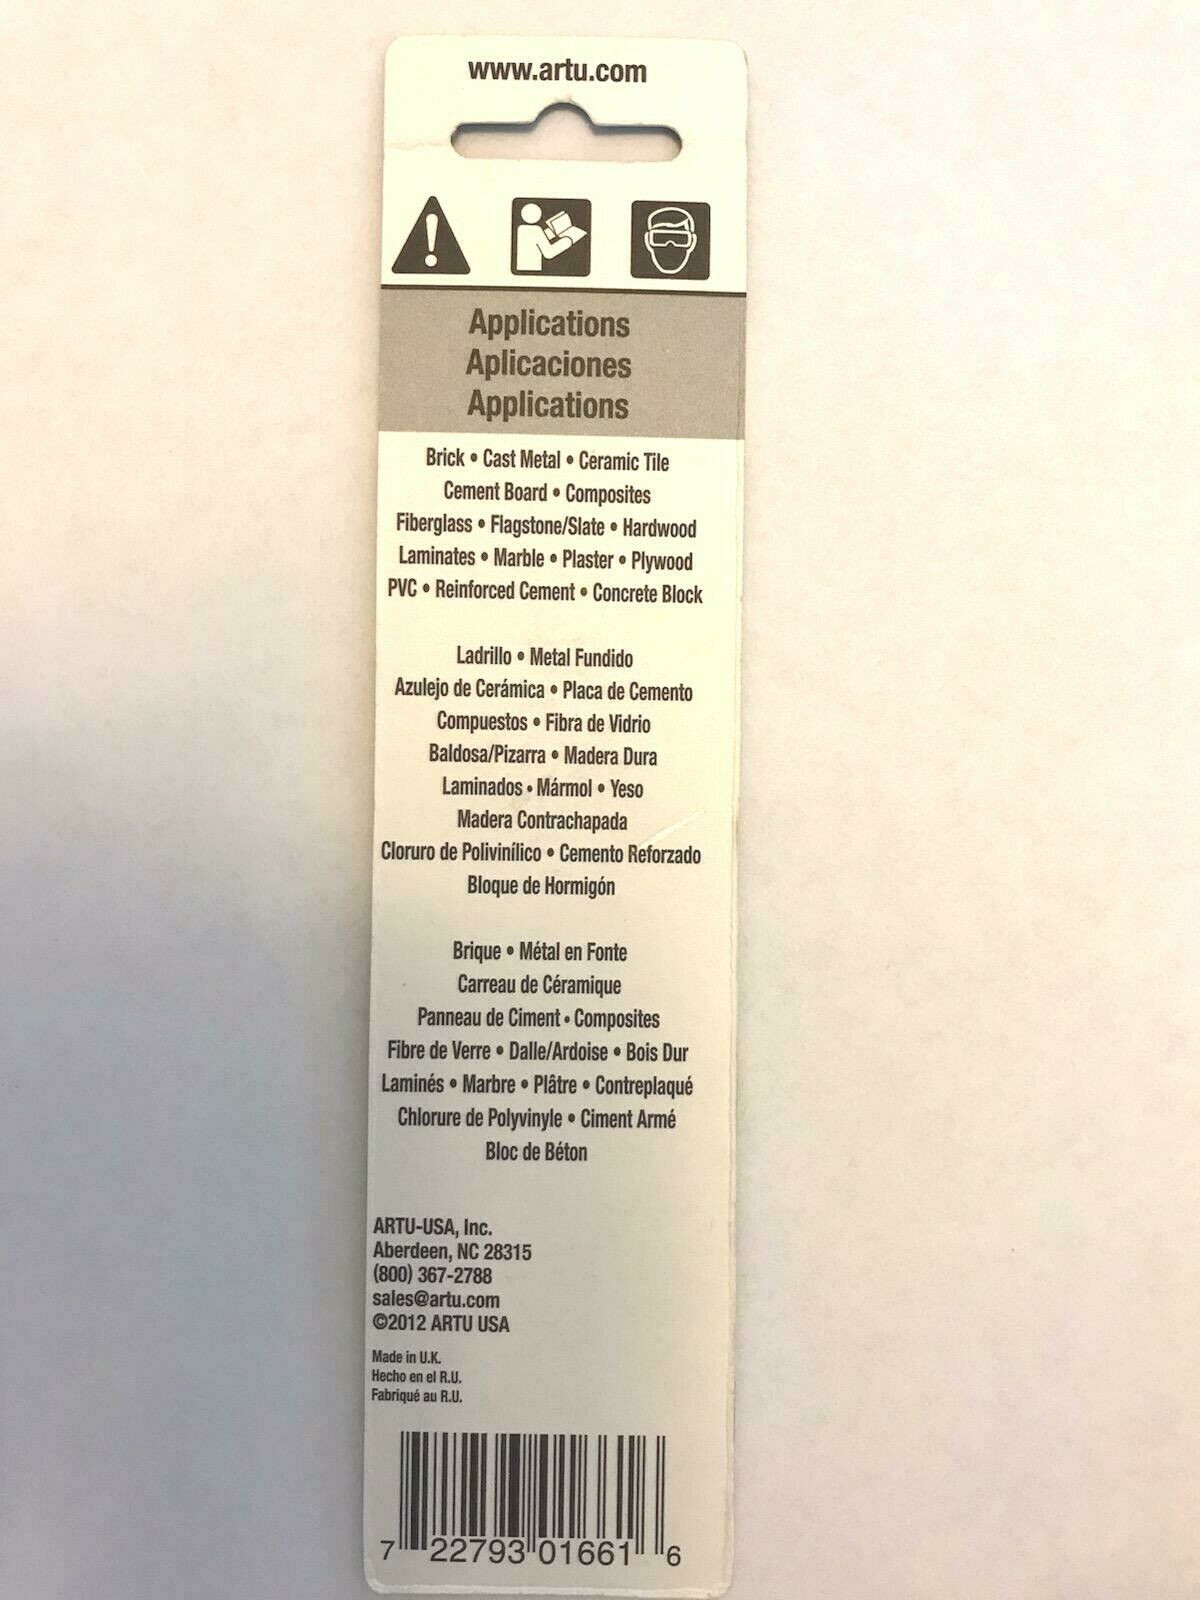 www.artu.com
Applications
Aplicaciones
Applications
Brick • Cast Metal • Ceramic Tile
Cement Board • Composites
Fiberglass • Flagstone/Slate • Hardwood
Laminates • Marble • Plaster • Plywood
PVC • Reinforced Cement • Concrete Block
Ladrillo • Metal Fundido
Azulejo de Cerámica • Placa de Cemento
Compuestos • Fibra de Vidrio
Baldosa/Pizarra • Madera Dura
Laminados • Mármol • Yeso
Madera Contrachapada
Cloruro de Polivinílico • Cemento Reforzado
Bloque de Hormigón
Brique • Métal en Fonte
Carreau de Céramique
Panneau de Ciment • Composites
Fibre de Verre • Dalle/Ardoise • Bois Dur
Laminés • Marbre • Plâtre • Contreplaqué
Chlorure de Polyvinyle • Ciment Armé
Bloc de Béton
ARTU-USA, Inc.
Aberdeen, NC 28315
(800) 367-2788
sales@artu.com
©2012 ARTU USA
Made in U.K.
Hecho en el R.U.
Fabriqué au R.U.
7 22793 01661 6